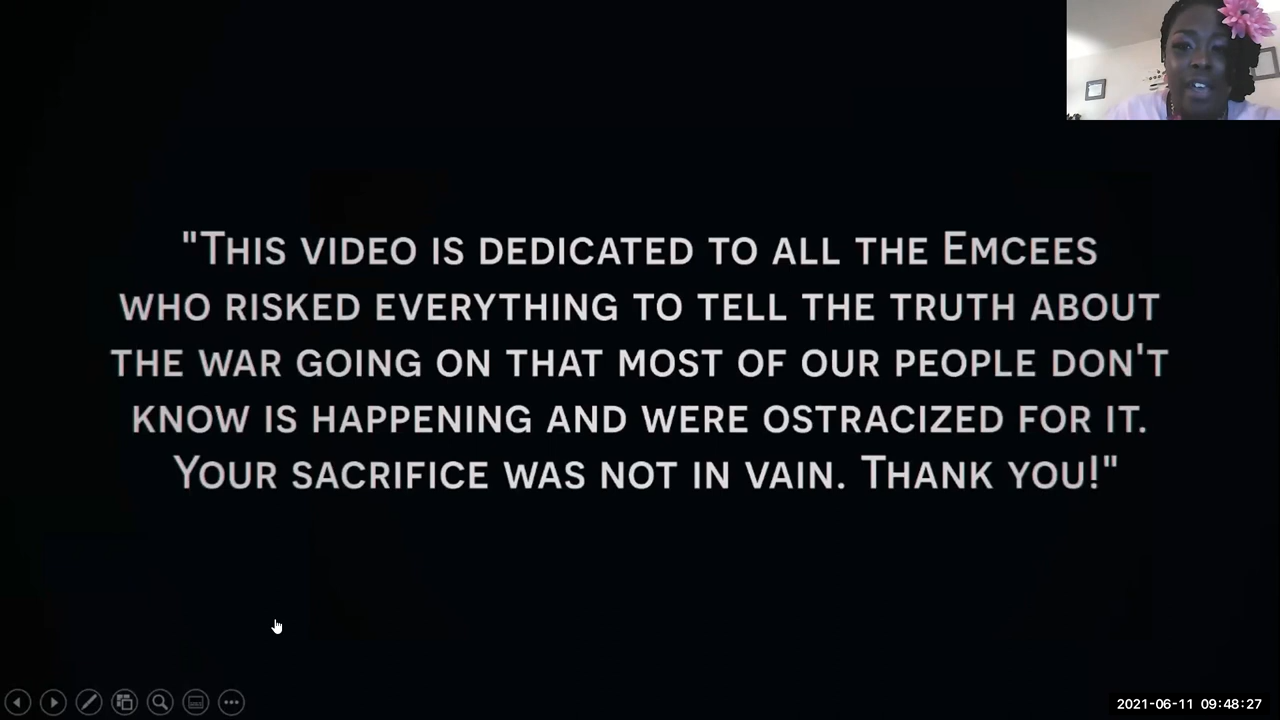 "This video is dedicated to all the Emcees
who risked everything to tell the truth about
the war going on that most of our people don't
know is happening and were ostracized for it.
Your sacrifice was not in vain. Thank you!"
2021-06-11 09:48:27